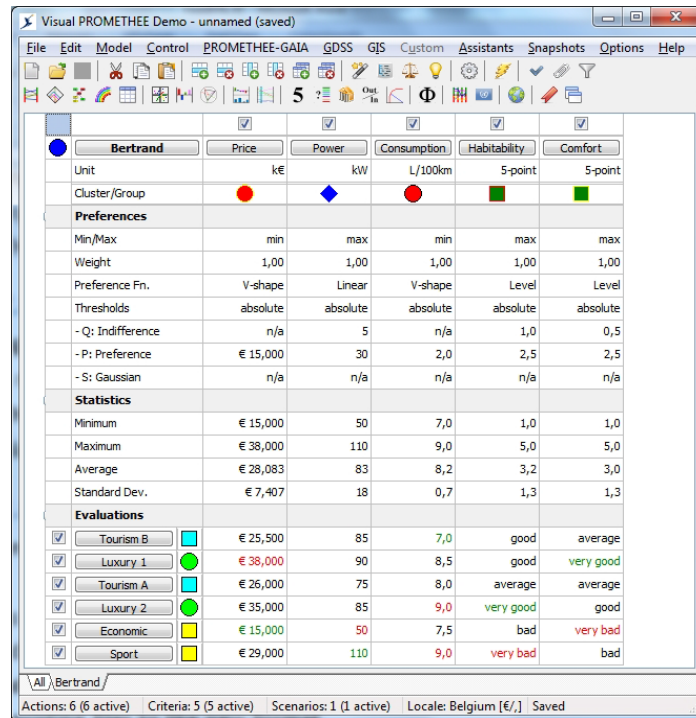 Visual PROMETHEE Demo - unnamed (saved)
File Edit Model Control PROMETHEE-GAIA GDSS GIS Custom Assistants Snapshots Options Help
5 ?
Out In Φ
Bertrand Price Power Consumption Habitability Comfort
Unit k€ kW L/100km 5-point 5-point
Cluster/Group
Preferences
Min/Max min max min max max
Weight 1,00 1,00 1,00 1,00 1,00
Preference Fn. V-shape Linear V-shape Level Level
Thresholds absolute absolute absolute absolute absolute
- Q: Indifference n/a 5 n/a 1,0 0,5
- P: Preference € 15,000 30 2,0 2,5 2,5
- S: Gaussian n/a n/a n/a n/a n/a
Statistics
Minimum € 15,000 50 7,0 1,0 1,0
Maximum € 38,000 110 9,0 5,0 5,0
Average € 28,083 83 8,2 3,2 3,0
Standard Dev. € 7,407 18 0,7 1,3 1,3
Evaluations
Tourism B € 25,500 85 7,0 good average
Luxury 1 € 38,000 90 8,5 good very good
Tourism A € 26,000 75 8,0 average average
Luxury 2 € 35,000 85 9,0 very good good
Economic € 15,000 50 7,5 bad very bad
Sport € 29,000 110 9,0 very bad bad
All Bertrand
Actions: 6 (6 active) Criteria: 5 (5 active) Scenarios: 1 (1 active) Locale: Belgium [€/,] Saved